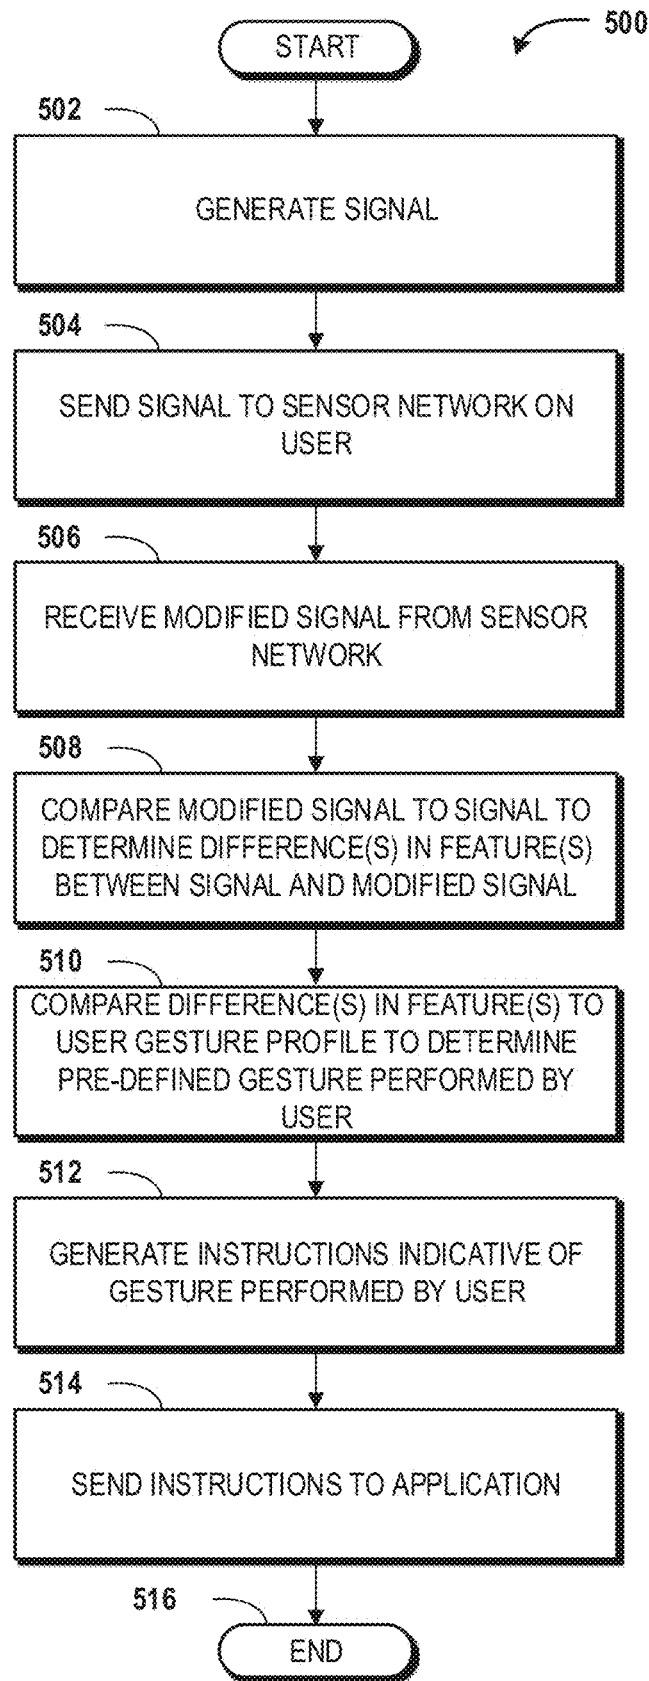 500
START
502
GENERATE SIGNAL
504
SEND SIGNAL TO SENSOR NETWORK ON
USER
506
RECEIVE MODIFIED SIGNAL FROM SENSOR
NETWORK
508
COMPARE MODIFIED SIGNAL TO SIGNAL TO
DETERMINE DIFFERENCE(S) IN FEATURE(S)
BETWEEN SIGNAL AND MODIFIED SIGNAL
510
COMPARE DIFFERENCE(S) IN FEATURE(S) TO
USER GESTURE PROFILE TO DETERMINE
PRE-DEFINED GESTURE PERFORMED BY
USER
512
GENERATE INSTRUCTIONS INDICATIVE OF
GESTURE PERFORMED BY USER
514
SEND INSTRUCTIONS TO APPLICATION
516
END